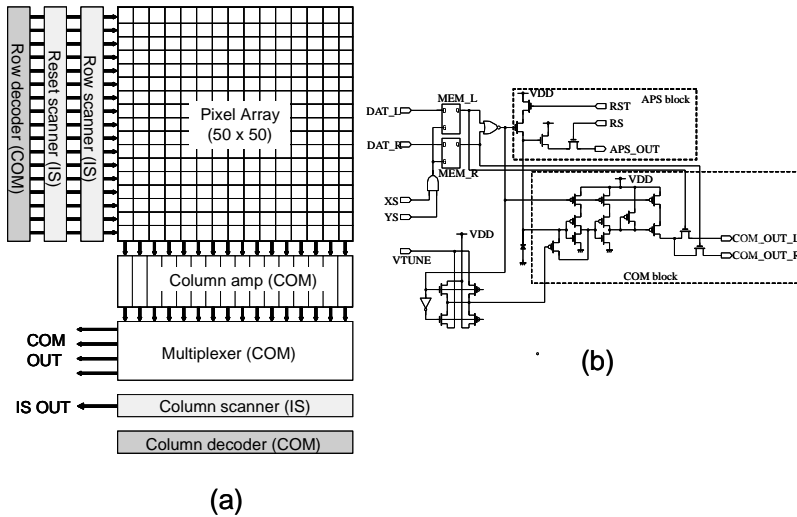 Row decoder (COM)
Reset scanner (IS)
Row scanner (IS)
Pixel Array
(50 x 50)
Column amp (COM)
Multiplexer (COM)
COM
OUT
IS OUT
Column scanner (IS)
Column decoder (COM)
(a)
VDD
APS block
MEM_L
DAT_L
RST
RS
DAT_R
APS_OUT
MEM_R
VDD
XS
YS
VDD
COM_OUT_L
COM_OUT_R
VTUNE
COM block
(b)